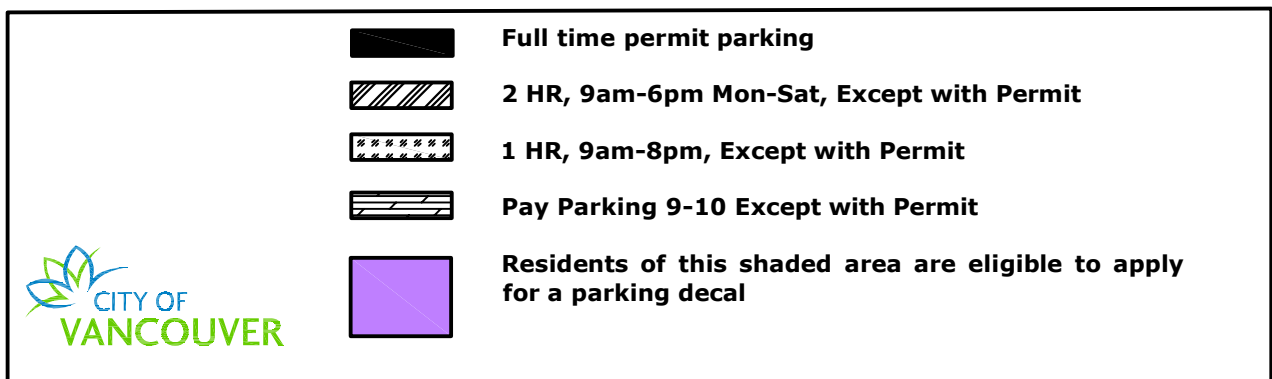 Full time permit parking
2 HR, 9am-6pm Mon-Sat, Except with Permit
1 HR, 9am-8pm, Except with Permit
Pay Parking 9-10 Except with Permit
Residents of this shaded area are eligible to apply
for a parking decal
CITY OF
VANCOUVER